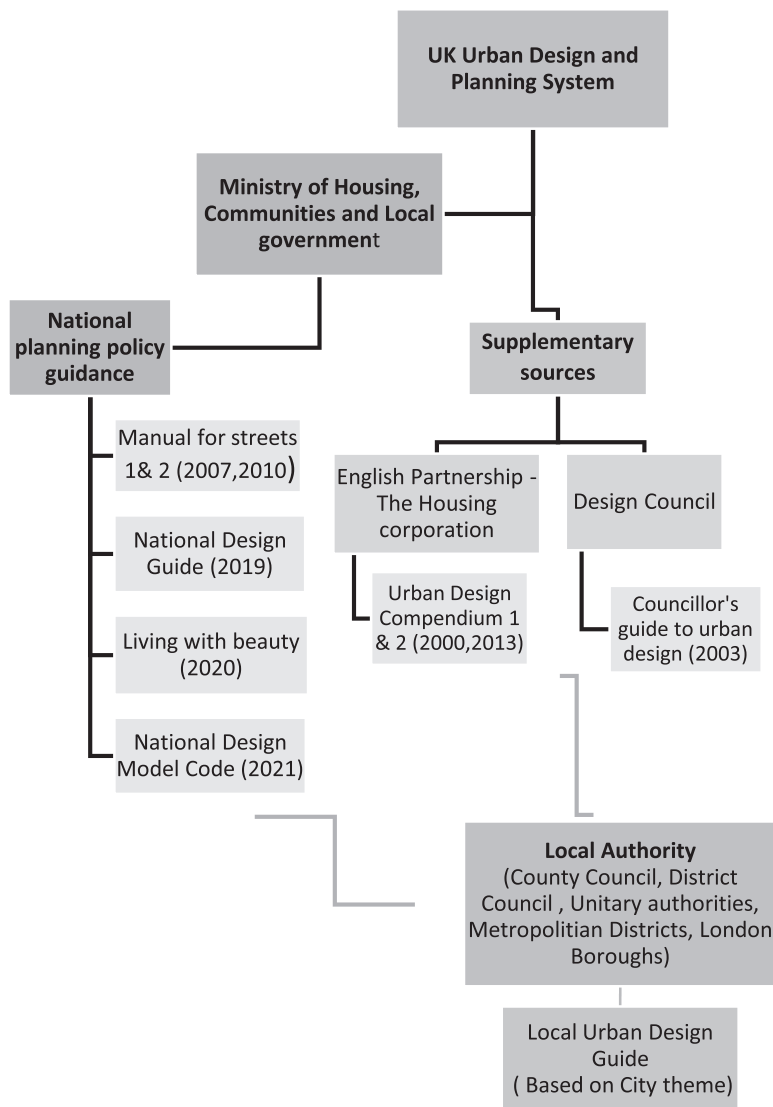 UK Urban Design and
Planning System
Ministry of Housing,
Communities and Local
government
National
planning policy
guidance
Manual for streets
1& 2 (2007,2010)
National Design
Guide (2019)
Living with beauty
(2020)
National Design
Model Code (2021)
Supplementary
sources
English Partnership -
The Housing
corporation
Urban Design
Compendium 1
& 2 (2000,2013)
Design Council
Councillor's
guide to urban
design (2003)
Local Authority
(County Council, District
Council , Unitary authorities,
Metropolitian Districts, London
Boroughs)
Local Urban Design
Guide
( Based on City theme)